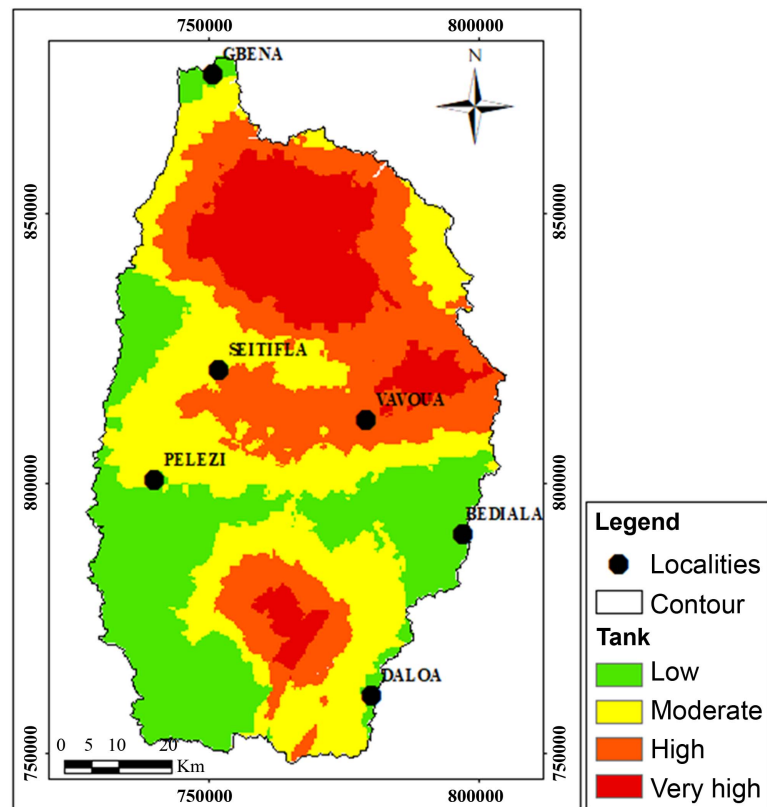 750000 800000
GBENA
N
850000 850000
SEITIFLA
VAVOUA
PELEZI
800000 800000
BEDIALA
DALOA
750000 750000
0 5 10 20
Km
750000 800000
Legend
Localities
Contour
Tank
Low
Moderate
High
Very high